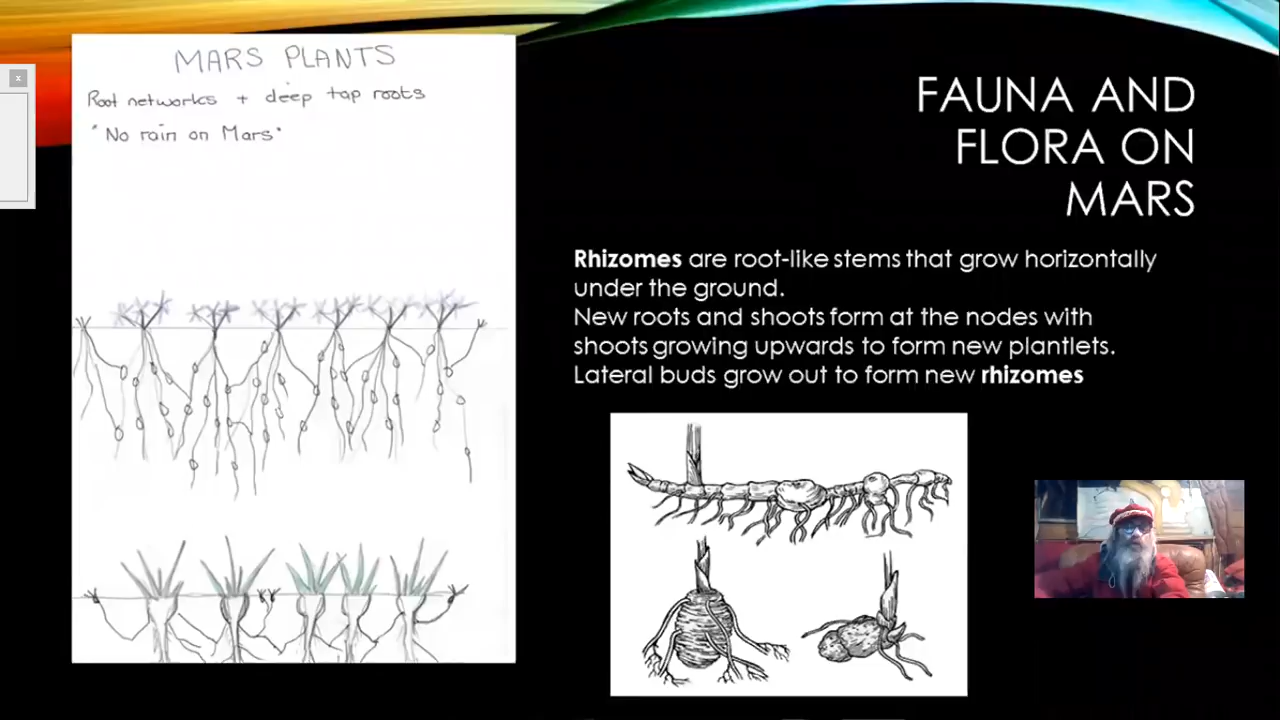 MARS PLANTS
Root networks + deep tap roots
"No rain on Mars"
FAUNA AND
FLORA ON
MARS
Rhizomes are root-like stems that grow horizontally
under the ground.
New roots and shoots form at the nodes with
shoots growing upwards to form new plantlets.
Lateral buds grow out to form new rhizomes
x